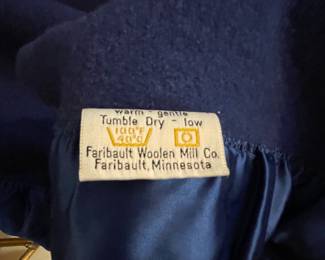 warm - gentle
Tumble Dry - low
100°F
40°C
Faribault Woolen Mill Co.
Faribault, Minnesota